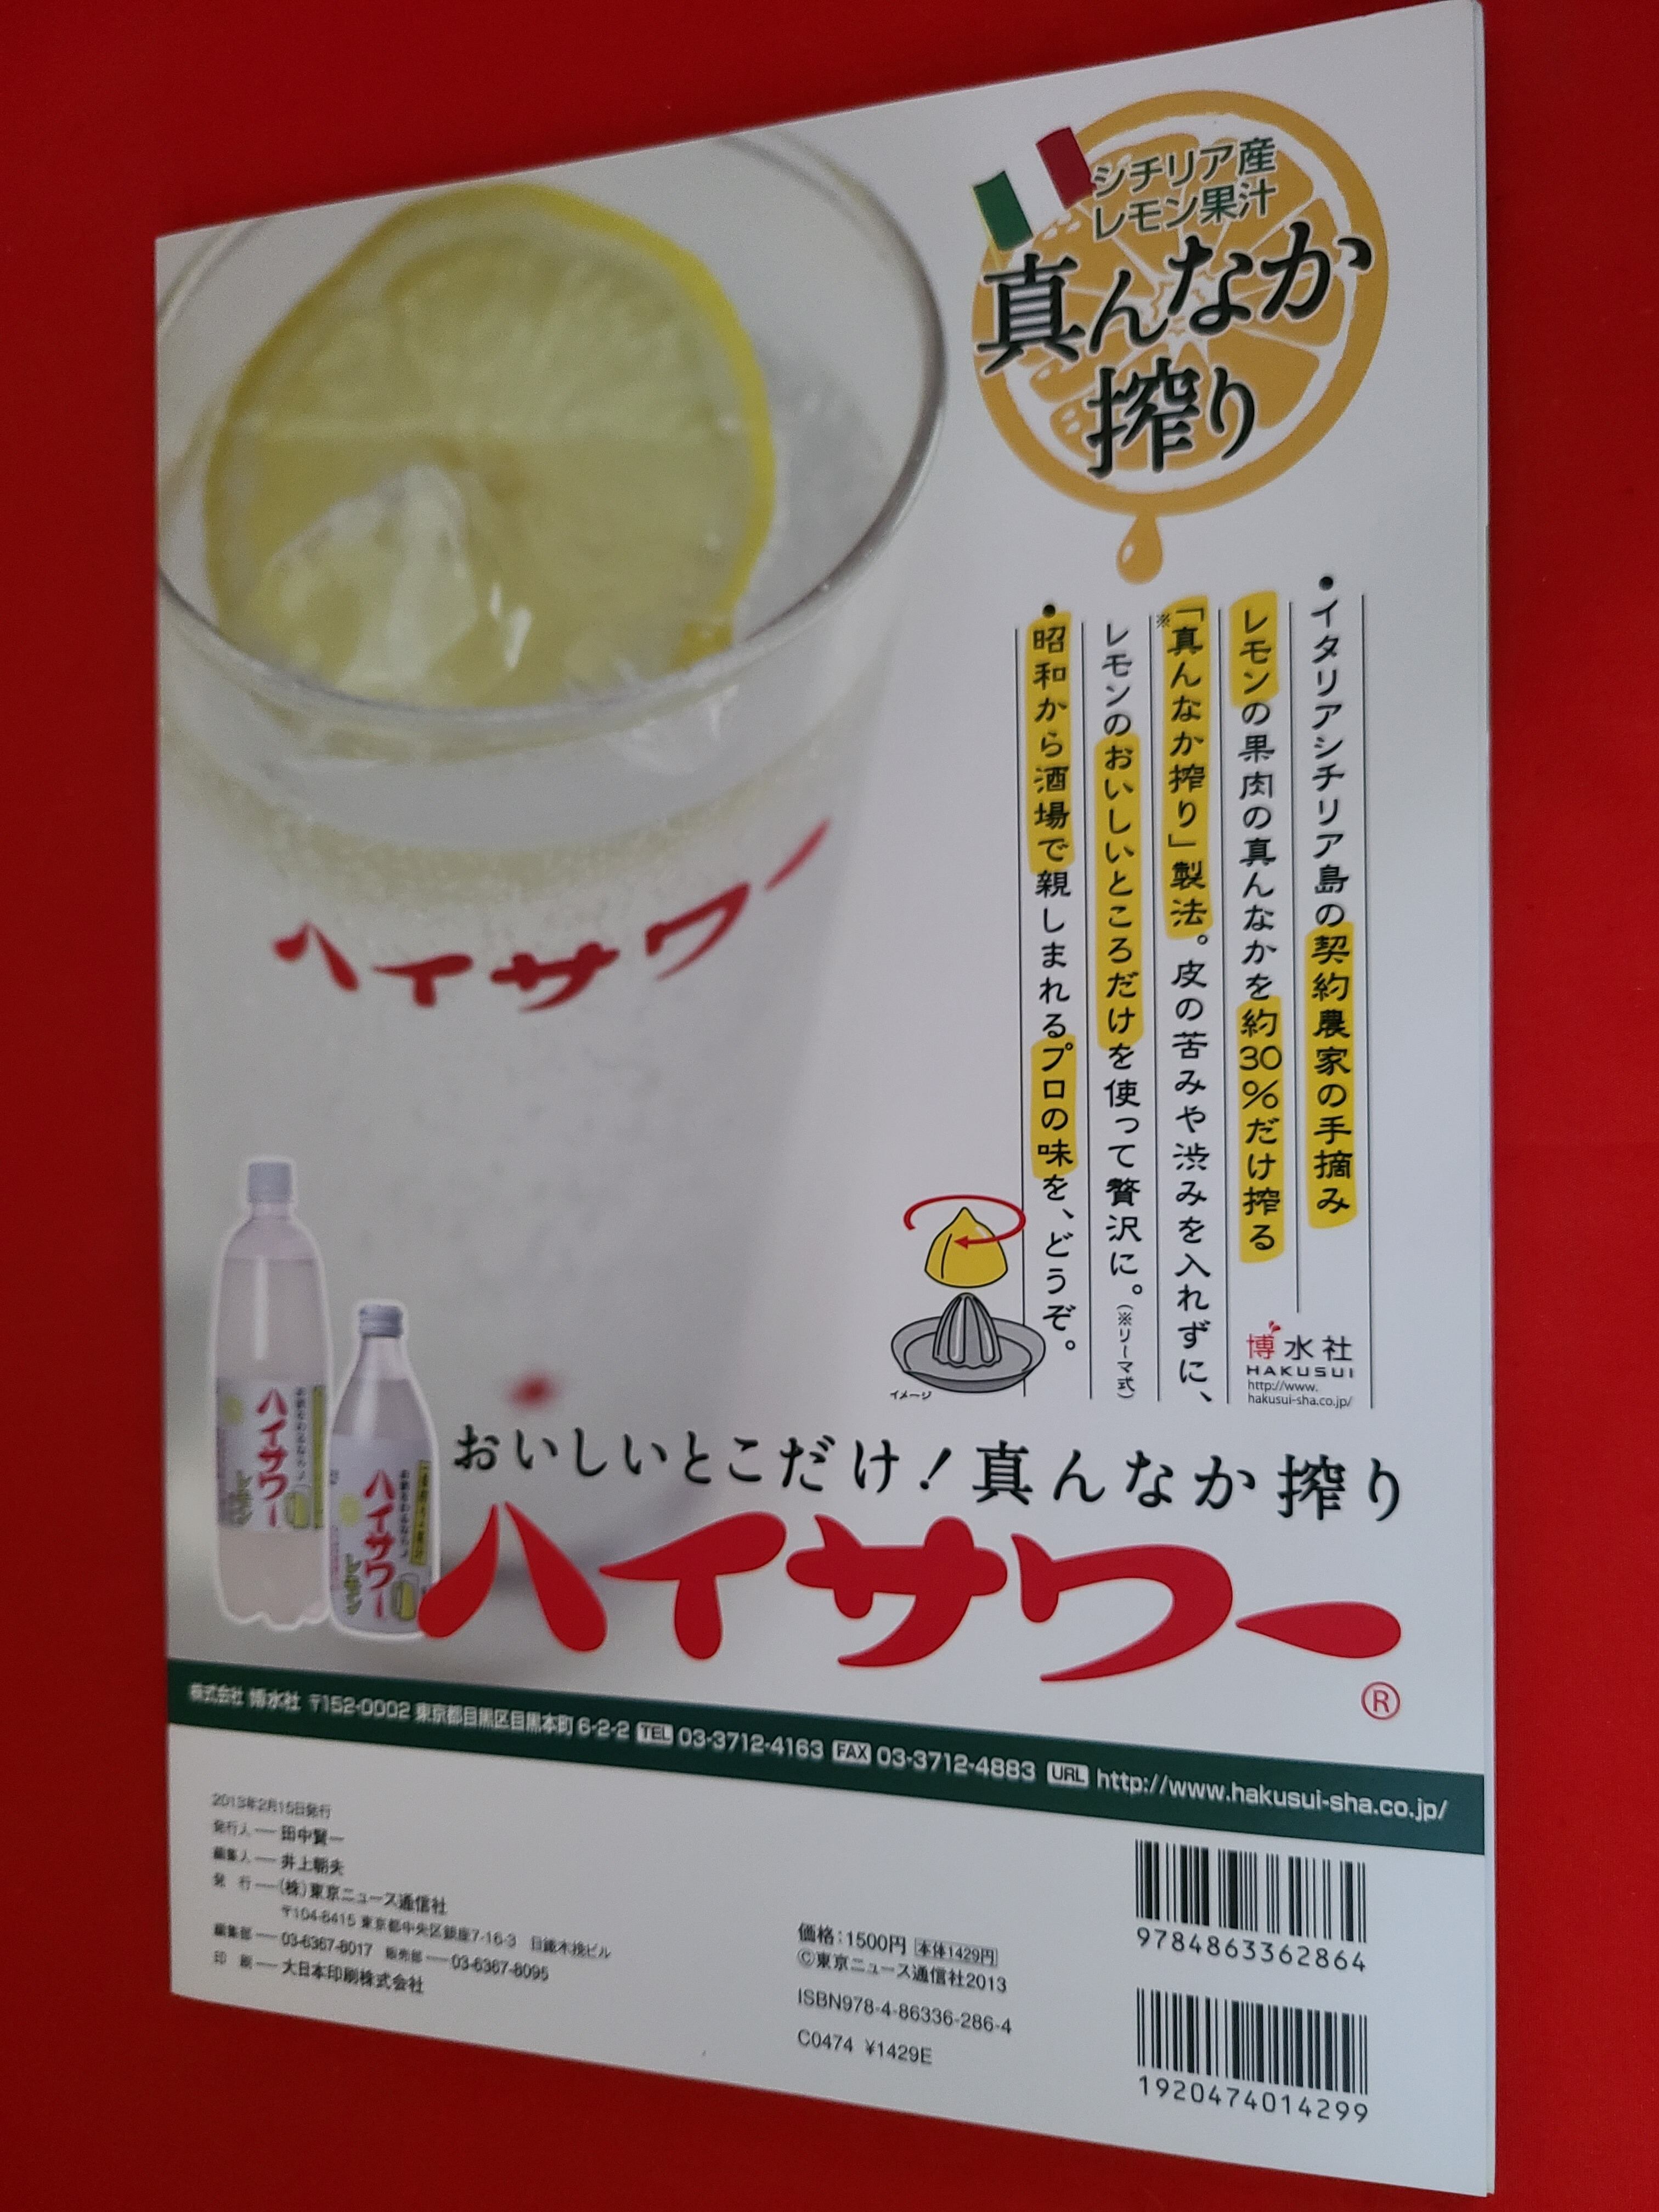 シチリア産
レモン果汁
真んなか
搾り
・イタリアシチリア島の契約農家の手摘み
レモンの果肉の真んなかを約30%だけ搾る
「真んなか搾り」製法。皮の苦みや渋みを入れずに、
※
レモンのおいしいところだけを使って贅沢に。(※リーマ式)
・昭和から酒場で親しまれるプロの味を、どうぞ。
イメージ
博水社
HAKUSUI
http://www.
hakusui-sha.co.jp/
ハイサワー
ハイサワー
レモン
ハイサワー
レモン
おいしいとこだけ!真んなか搾り
ハイサワー
®
株式会社 博水社 〒152-0002 東京都目黒区目黒本町6-2-2 TEL 03-3712-4163 FAX 03-3712-4883 URL http://www.hakusui-sha.co.jp/
2013年2月15日発行
発行人―田中賢一
編集人―井上朝夫
発 行―(株)東京ニュース通信社
〒104-8415 東京都中央区銀座7-16-3 日鐵木挽ビル
編集部―03-6367-8017 販売部―03-6367-8095
印 刷―大日本印刷株式会社
価格:1500円 本体1429円
©東京ニュース通信社2013
ISBN978-4-86336-286-4
C0474 ¥1429E
9784863362864
1920474014299